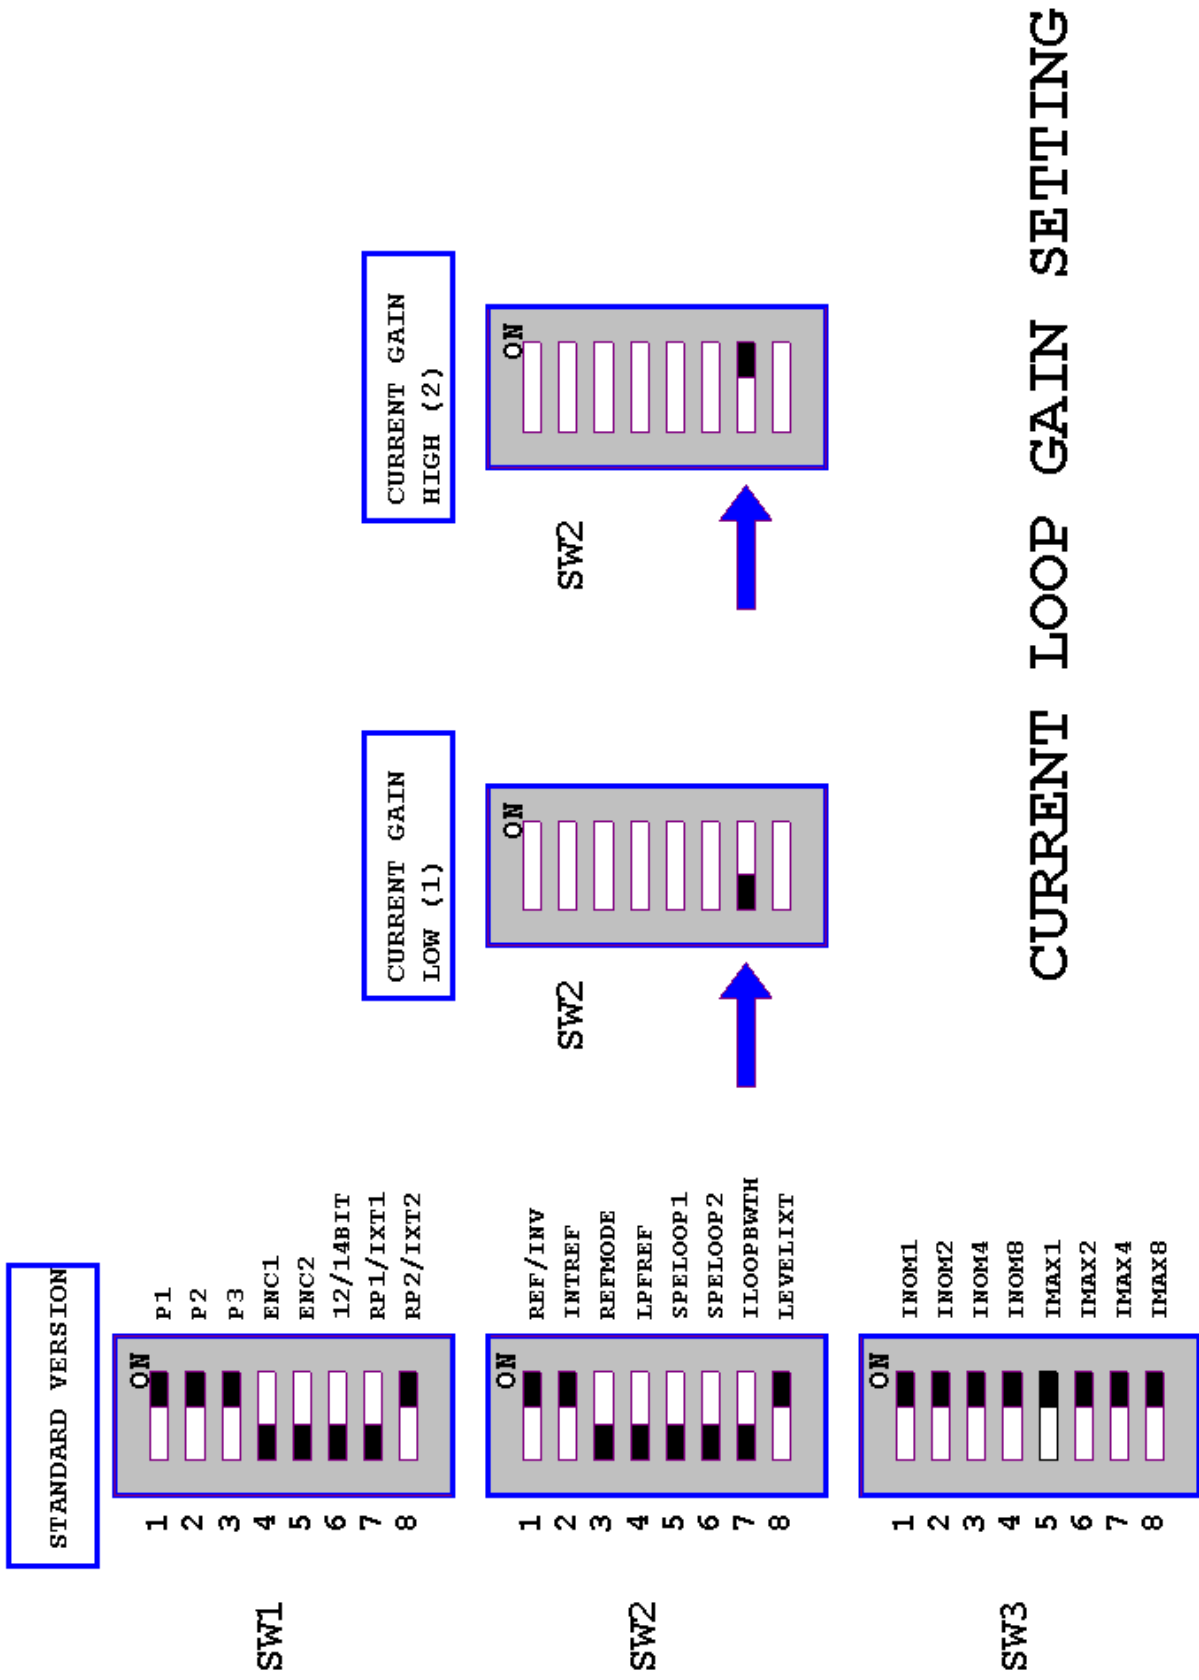 STANDARD VERSION
SW1
ON
1 P1
2 P2
3 P3
4 ENC1
5 ENC2
6 12/14BIT
7 RP1/IXT1
8 RP2/IXT2
SW2
ON
1 REF/INV
2 INTREF
3 REFMODE
4 LPFREF
5 SPELOOP1
6 SPELOOP2
7 ILOOPBWTH
8 LEVELIXT
SW3
ON
1 INOM1
2 INOM2
3 INOM4
4 INOM8
5 IMAX1
6 IMAX2
7 IMAX4
8 IMAX8
CURRENT GAIN
LOW (1)
SW2
ON
CURRENT GAIN
HIGH (2)
SW2
ON
CURRENT LOOP GAIN SETTING